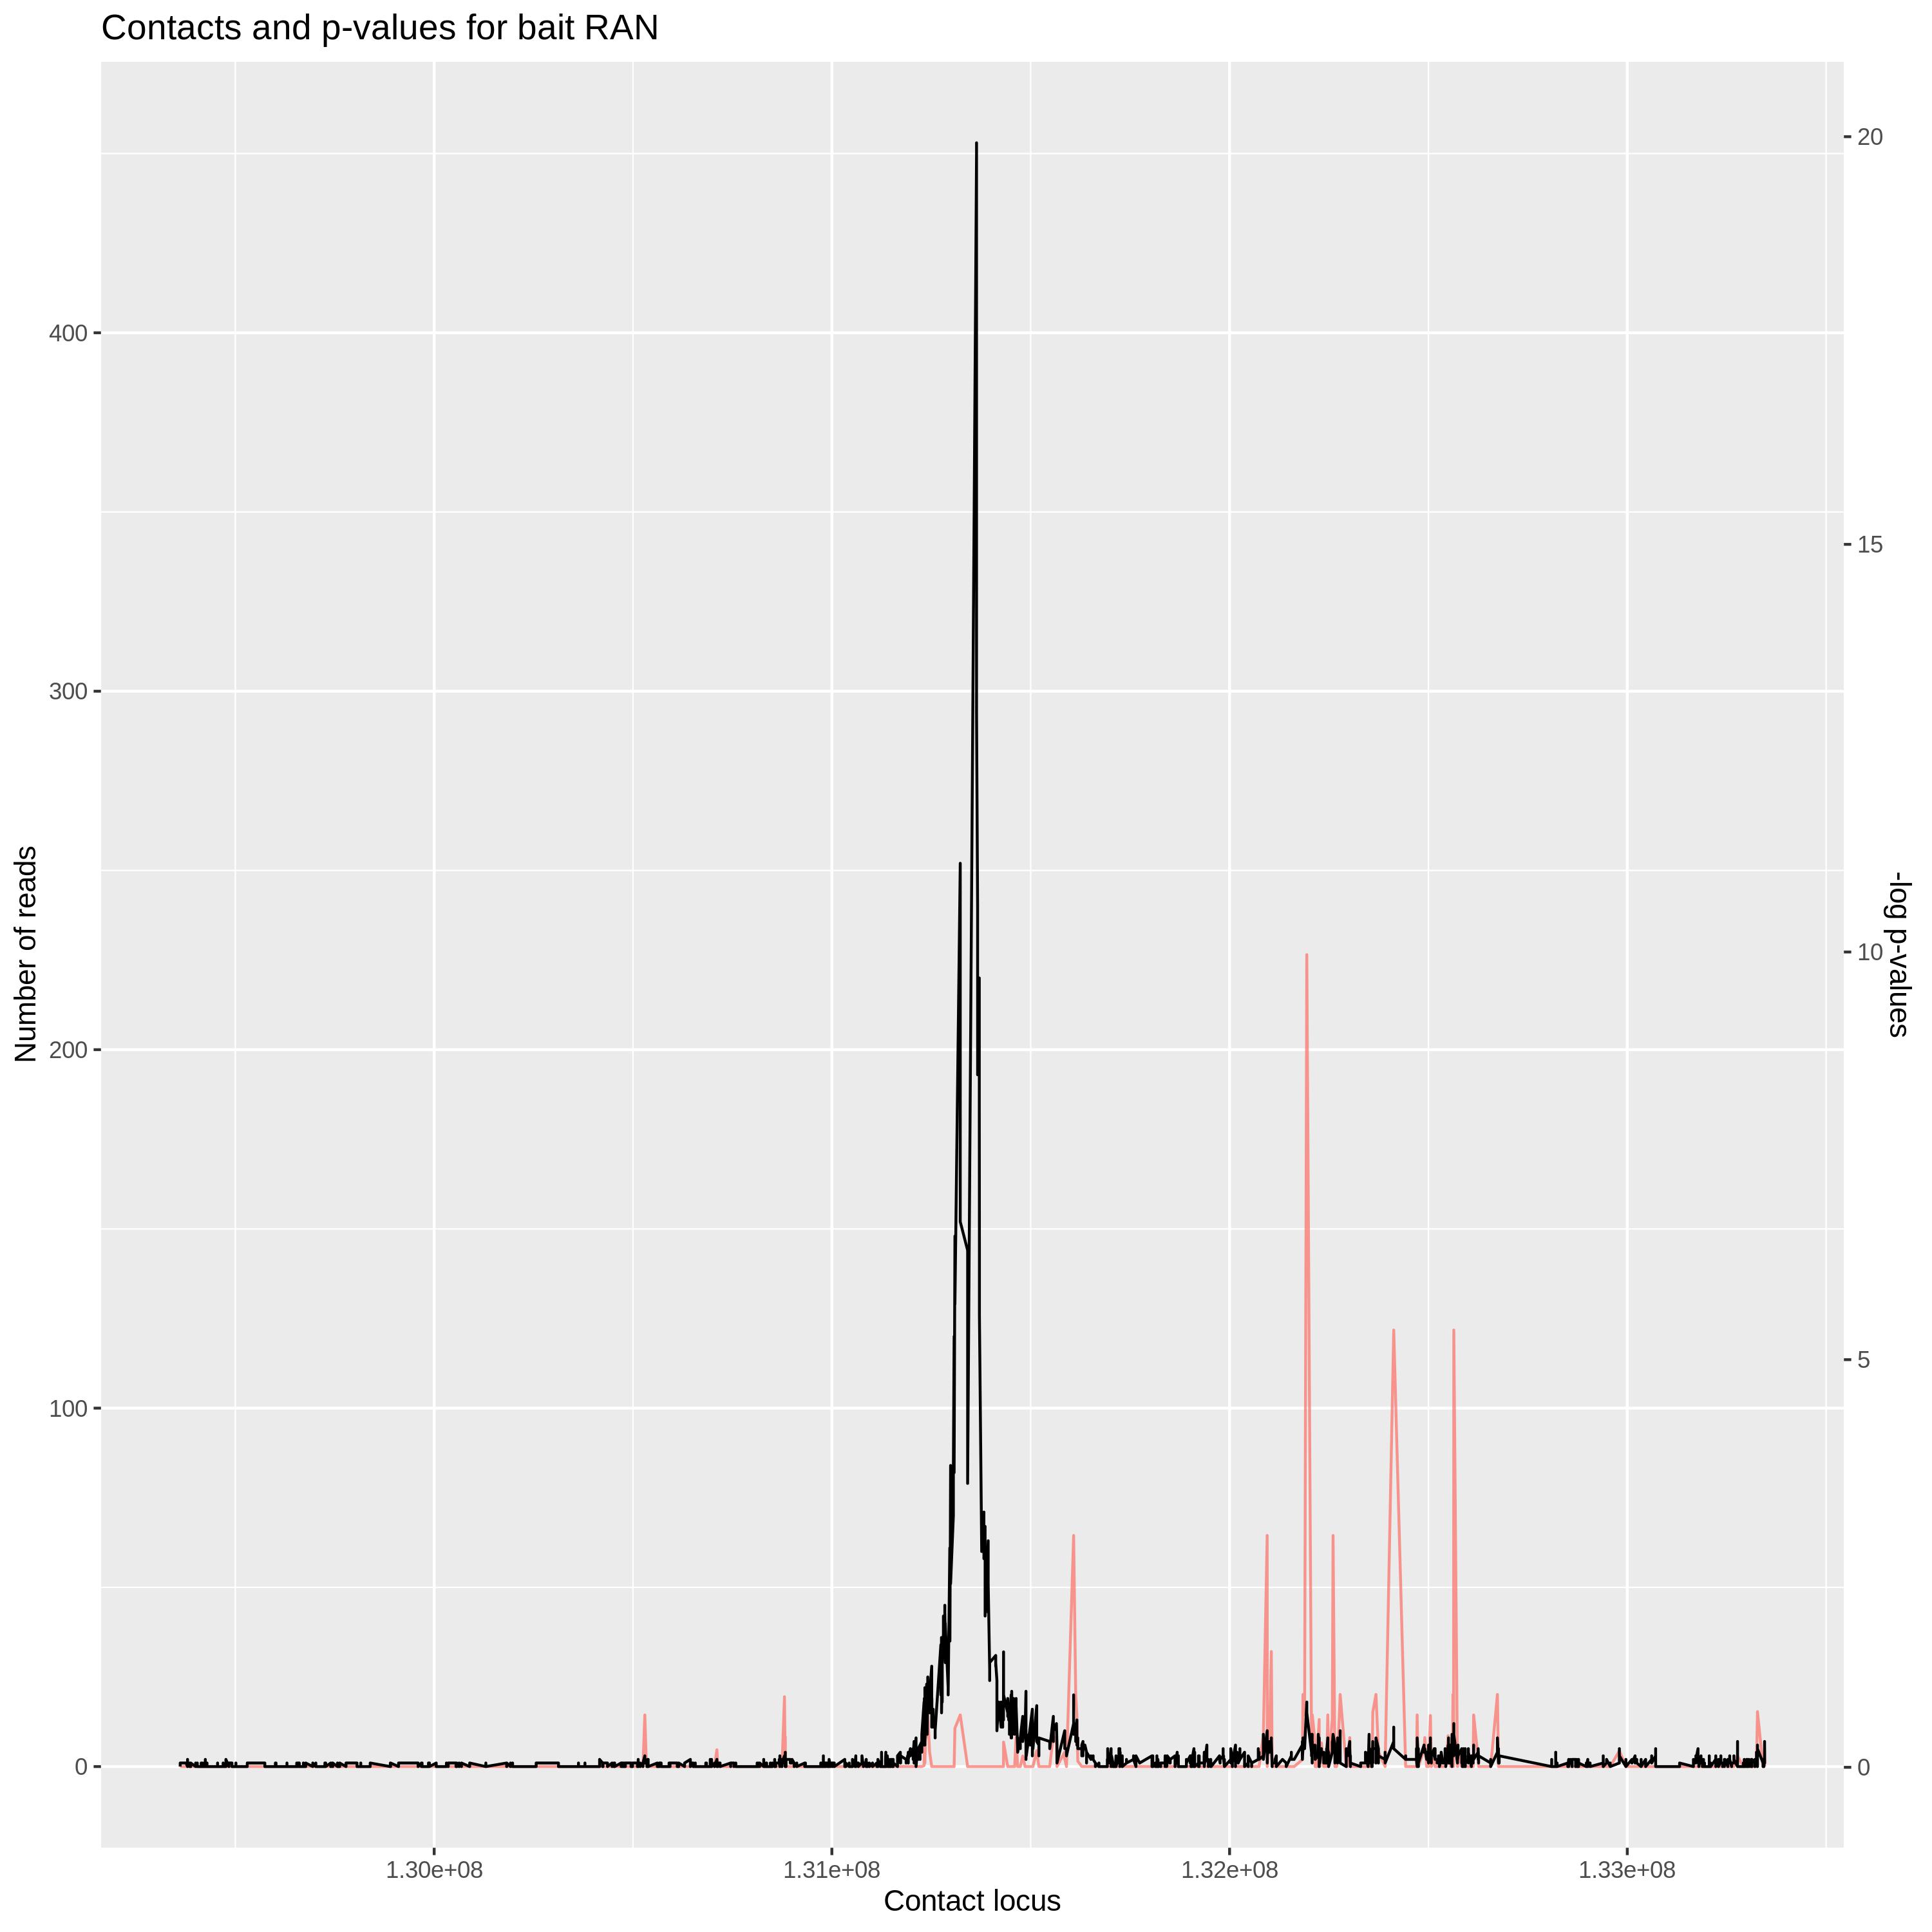 Contacts and p-values for bait RAN
Number of reads
400
300
200
100
0
20
15
10
5
0
-log p-values
1.30e+08
1.31e+08
1.32e+08
1.33e+08
Contact locus